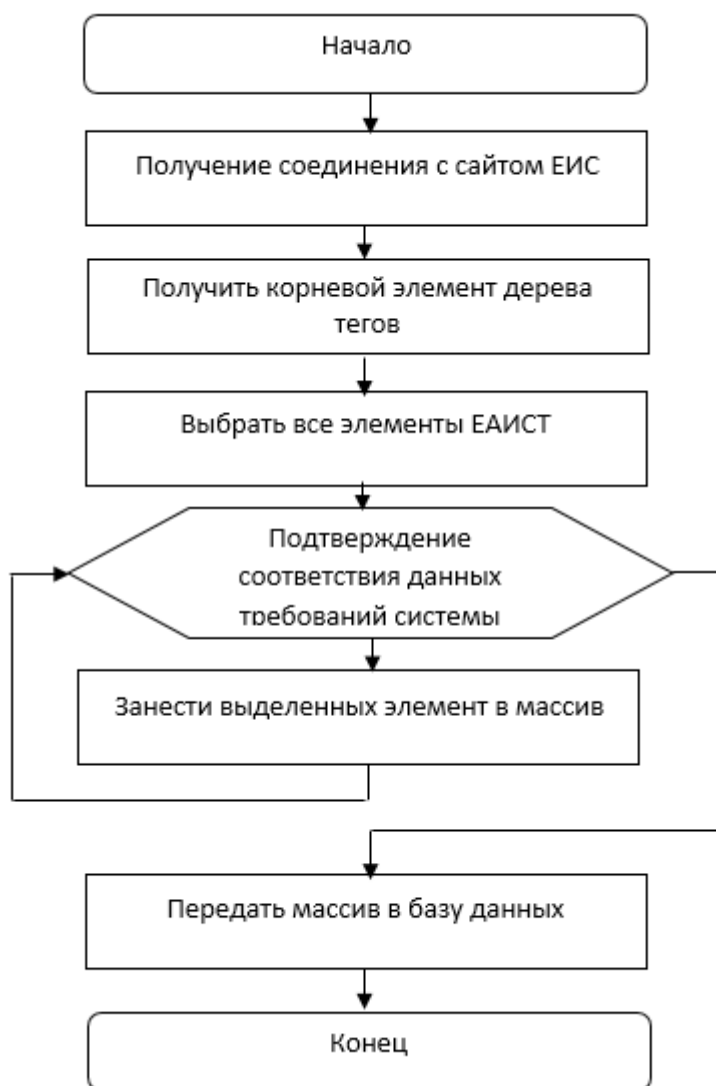 Начало
Получение соединения с сайтом ЕИС
Получить корневой элемент дерева
тегов
Выбрать все элементы ЕАИСТ
Подтверждение
соответствия данных
требований системы
Занести выделенных элемент в массив
Передать массив в базу данных
Конец